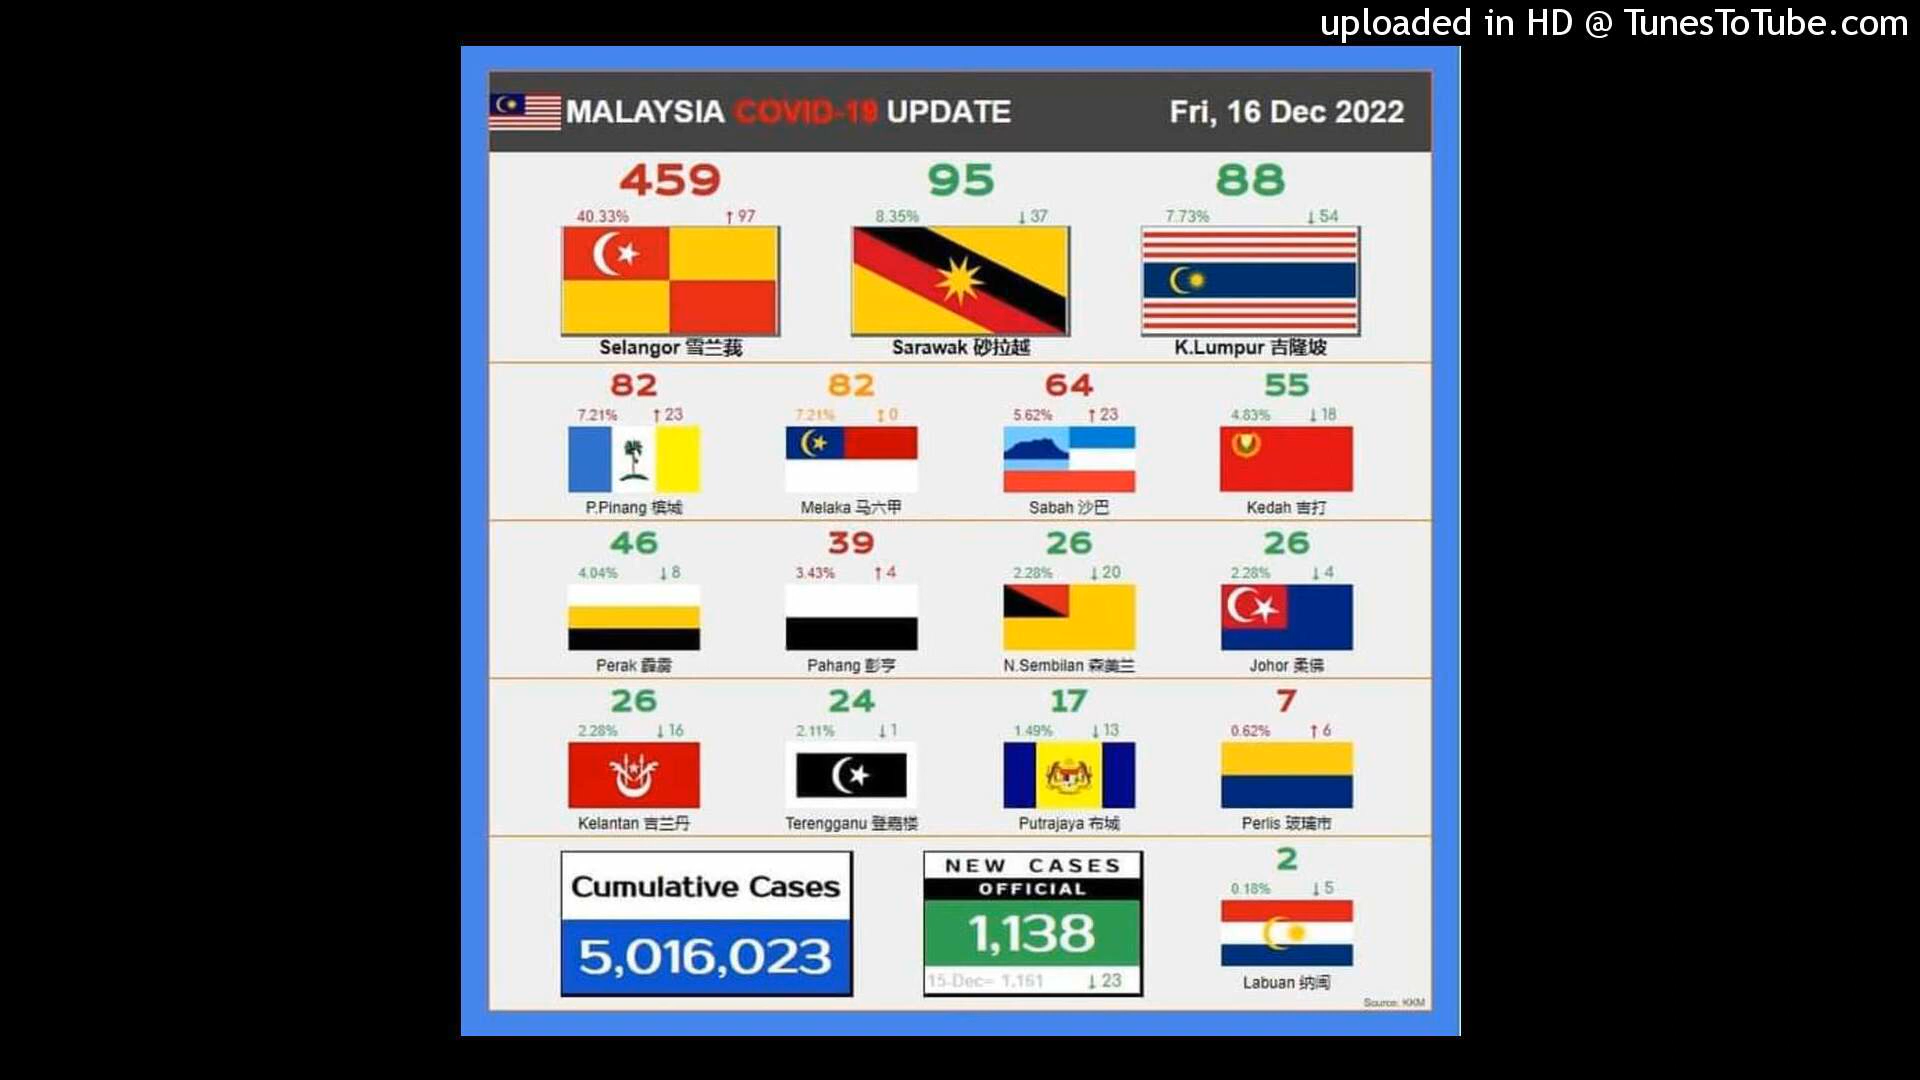 uploaded in HD @ TunesToTube.com
MALAYSIA COVID-19 UPDATE Fri, 16 Dec 2022
459 95 88
40.33% ↑97 8.35% ↓37 7.73% ↓54
Selangor 雪兰莪 Sarawak 砂拉越 K.Lumpur 吉隆坡
82 82 64 55
7.21% ↑23 7.21% ↕0 5.62% ↑23 4.83% ↓18
P.Pinang 槟城 Melaka 马六甲 Sabah 沙巴 Kedah 吉打
46 39 26 26
4.04% ↓8 3.43% ↑4 2.28% ↓20 2.28% ↓4
Perak 霹雳 Pahang 彭亨 N.Sembilan 森美兰 Johor 柔佛
26 24 17 7
2.28% ↓16 2.11% ↓1 1.49% ↓13 0.62% ↑6
Kelantan 吉兰丹 Terengganu 登嘉楼 Putrajaya 布城 Perlis 玻璃市
Cumulative Cases
5,016,023
NEW CASES
OFFICIAL
1,138
15-Dec= 1,161 ↓23
2
0.18% ↓5
Labuan 纳闽
Source: KKM